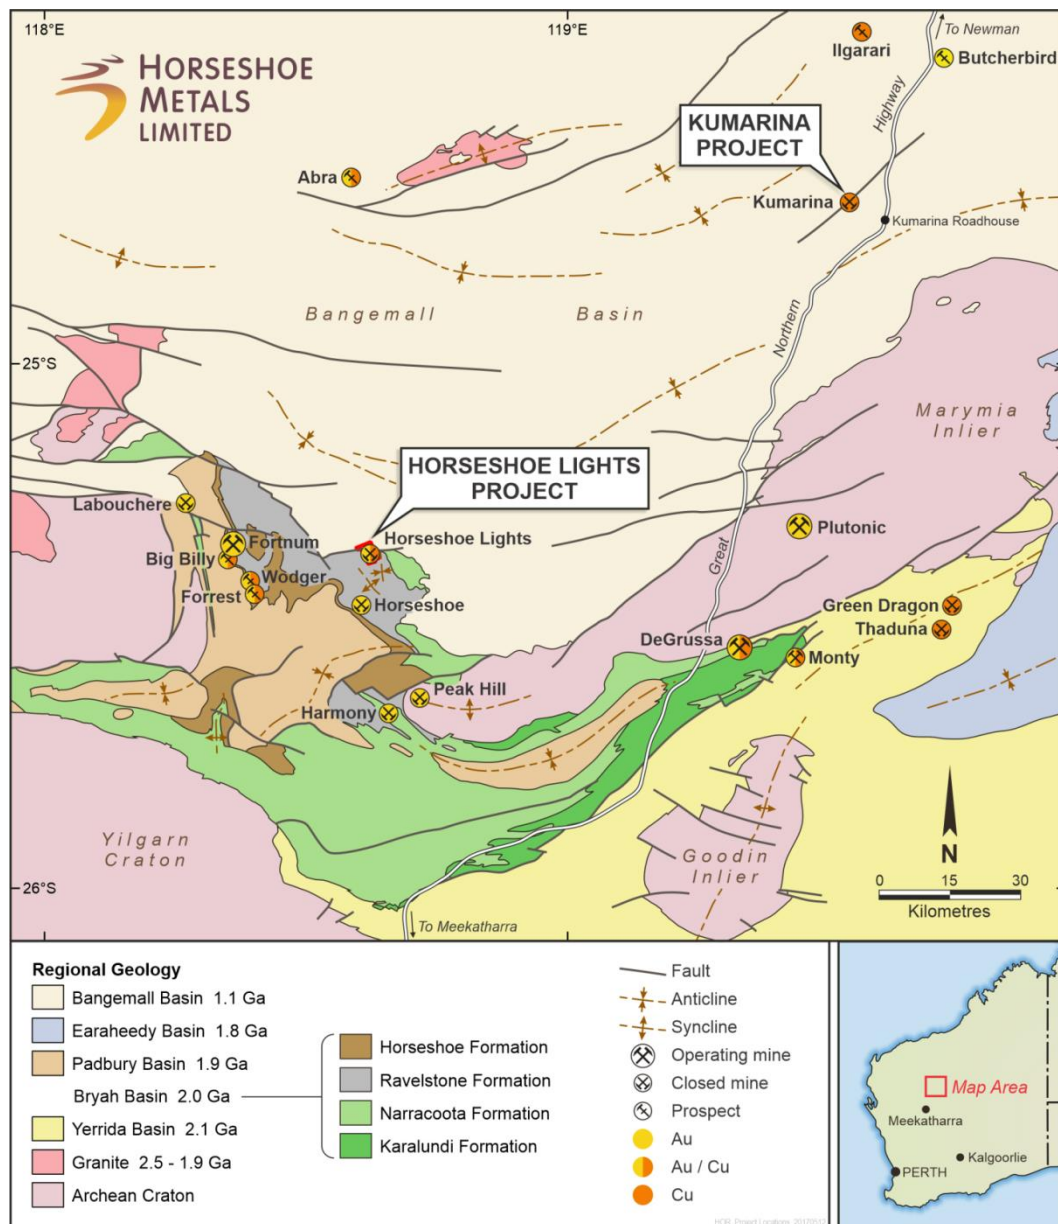 118°E
119°E
To Newman
HORSESHOE
METALS
LIMITED
Ilgarari
Butcherbird
Highway
KUMARINA
PROJECT
Abra
Kumarina
Kumarina Roadhouse
Bangemall Basin
Northern
25°S
Marymia
Inlier
HORSESHOE LIGHTS
PROJECT
Labouchere
Horseshoe Lights
Plutonic
Fortnum
Big Billy
Wodger
Forrest
Horseshoe
Great
Green Dragon
Thaduna
DeGrussa
Monty
Peak Hill
Harmony
Yilgarn
Craton
Goodin
Inlier
N
26°S
0 15 30
Kilometres
To Meekatharra
Regional Geology
Bangemall Basin 1.1 Ga
Earaheedy Basin 1.8 Ga
Padbury Basin 1.9 Ga
Bryah Basin 2.0 Ga
Yerrida Basin 2.1 Ga
Granite 2.5 - 1.9 Ga
Archean Craton
Horseshoe Formation
Ravelstone Formation
Narracoota Formation
Karalundi Formation
Fault
Anticline
Syncline
Operating mine
Closed mine
Prospect
Au
Au / Cu
Cu
Map Area
Meekatharra
Kalgoorlie
PERTH